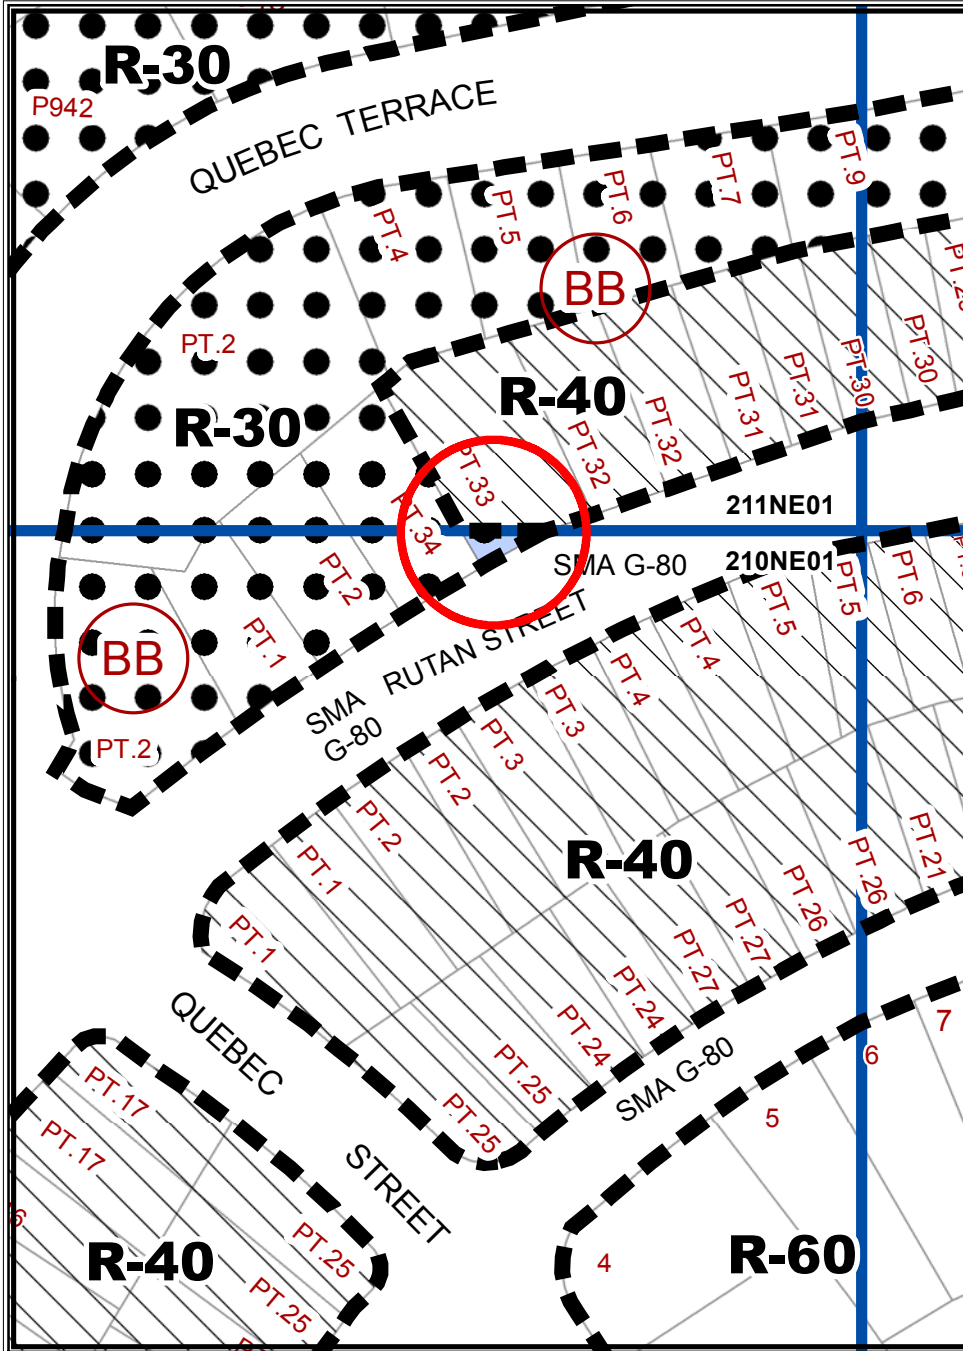 R-30
P942
QUEBEC TERRACE
PT.4
PT.5
PT.6
PT.7
PT.9
BB
PT.2
R-30
R-40
PT.33
PT.32
PT.32
PT.31
PT.31
PT.30
PT.30
PT.34
PT.2
PT.1
BB
PT.2
211NE01
210NE01
SMA G-80
RUTAN STREET
SMA
G-80
PT.1
PT.1
PT.2
PT.2
PT.3
PT.3
PT.4
PT.4
PT.5
PT.5
PT.6
R-40
PT.21
PT.26
PT.26
PT.27
PT.27
PT.24
PT.24
PT.25
PT.25
QUEBEC
STREET
SMA G-80
PT.17
PT.17
R-40
PT.25
PT.25
4
5
6
7
R-60